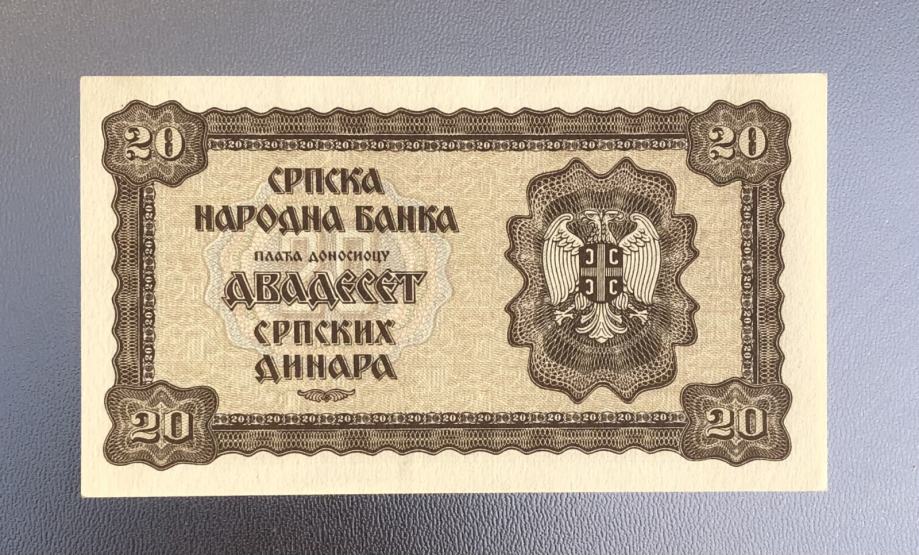 20 20
СРПСКА
НАРОДНА БАНКА
ПЛАЋА ДОНОСИОЦУ
ДВАДЕСЕТ
СРПСКИХ
ДИНАРА
20 20